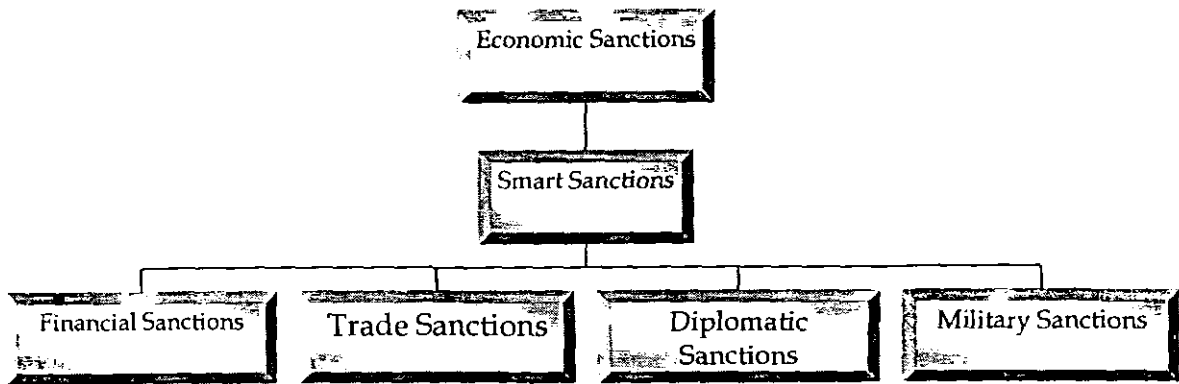 Economic Sanctions
Smart Sanctions
Financial Sanctions
Trade Sanctions
Diplomatic
Sanctions
Military Sanctions